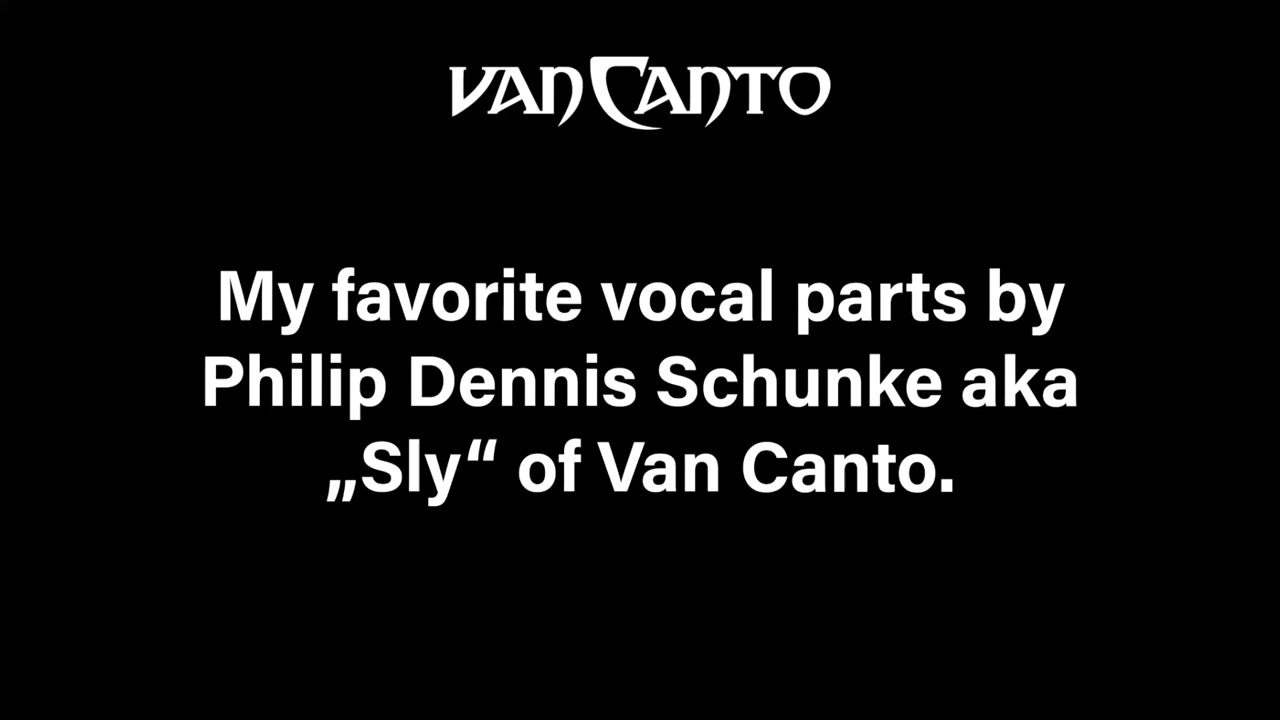 VAN CANTO
My favorite vocal parts by
Philip Dennis Schunke aka
„Sly“ of Van Canto.